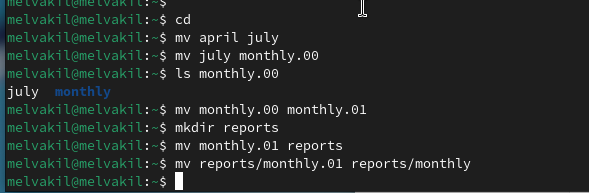 melvakil@melvakil:~$
melvakil@melvakil:~$ cd
melvakil@melvakil:~$ mv april july
melvakil@melvakil:~$ mv july monthly.00
melvakil@melvakil:~$ ls monthly.00
july  monthly
melvakil@melvakil:~$ mv monthly.00 monthly.01
melvakil@melvakil:~$ mkdir reports
melvakil@melvakil:~$ mv monthly.01 reports
melvakil@melvakil:~$ mv reports/monthly.01 reports/monthly
melvakil@melvakil:~$